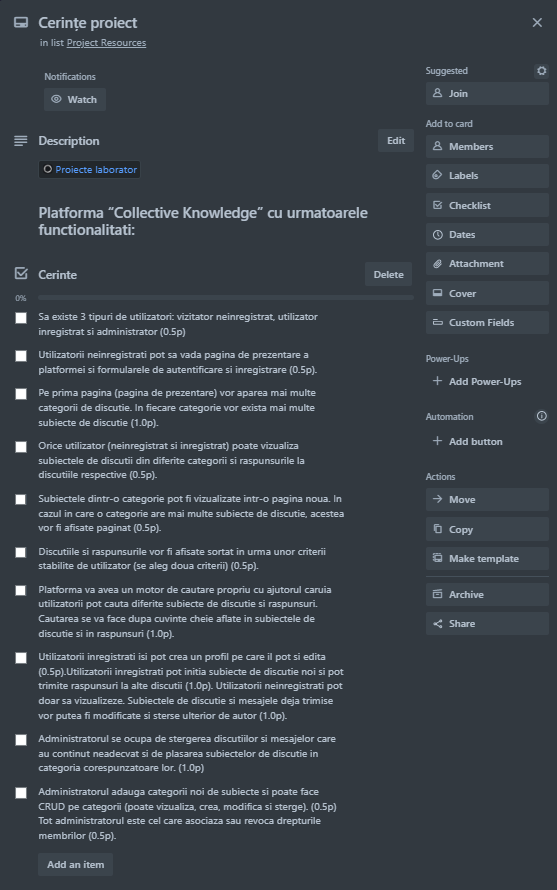 Cerințe proiect
in list Project Resources
Notifications
Watch
Description
Edit
Proiecte laborator
Platforma “Collective Knowledge” cu urmatoarele
functionalitati:
Cerinte
Delete
0%
Sa existe 3 tipuri de utilizatori: vizitator neinregistrat, utilizator
inregistrat si administrator (0.5p)
Utilizatorii neinregistrati pot sa vada pagina de prezentare a
platformei si formularele de autentificare si inregistrare (0.5p).
Pe prima pagina (pagina de prezentare) vor aparea mai multe
categorii de discutie. In fiecare categorie vor exista mai multe
subiecte de discutie (1.0p).
Orice utilizator (neinregistrat si inregistrat) poate vizualiza
subiectele de discutii din diferite categorii si raspunsurile la
discutiile respective (0.5p).
Subiectele dintr-o categorie pot fi vizualizate intr-o pagina noua. In
cazul in care o categorie are mai multe subiecte de discutie, acestea
vor fi afisate paginat (0.5p).
Discutiile si raspunsurile vor fi afisate sortat in urma unor criterii
stabilite de utilizator (se aleg doua criterii) (0.5p).
Platforma va avea un motor de cautare propriu cu ajutorul caruia
utilizatorii pot cauta diferite subiecte de discutie si raspunsuri.
Cautarea se va face dupa cuvinte cheie aflate in subiectele de
discutie si in raspunsuri (1.0p).
Utilizatorii inregistrati isi pot crea un profil pe care il pot si edita
(0.5p).Utilizatorii inregistrati pot initia subiecte de discutie noi si pot
trimite raspunsuri la alte discutii (1.0p). Utilizatorii neinregistrati pot
doar sa vizualizeze. Subiectele de discutie si mesajele deja trimise
vor putea fi modificate si sterse ulterior de autor (1.0p).
Administratorul se ocupa de stergerea discutiilor si mesajelor care
au continut neadecvat si de plasarea subiectelor de discutie in
categoria corespunzatoare lor. (1.0p)
Administratorul adauga categorii noi de subiecte si poate face
CRUD pe categorii (poate vizualiza, crea, modifica si sterge). (0.5p)
Tot administratorul este cel care asociaza sau revoca drepturile
membrilor (0.5p).
Add an item
Suggested
Join
Add to card
Members
Labels
Checklist
Dates
Attachment
Cover
Custom Fields
Power-Ups
Add Power-Ups
Automation
Add button
Actions
Move
Copy
Make template
Archive
Share